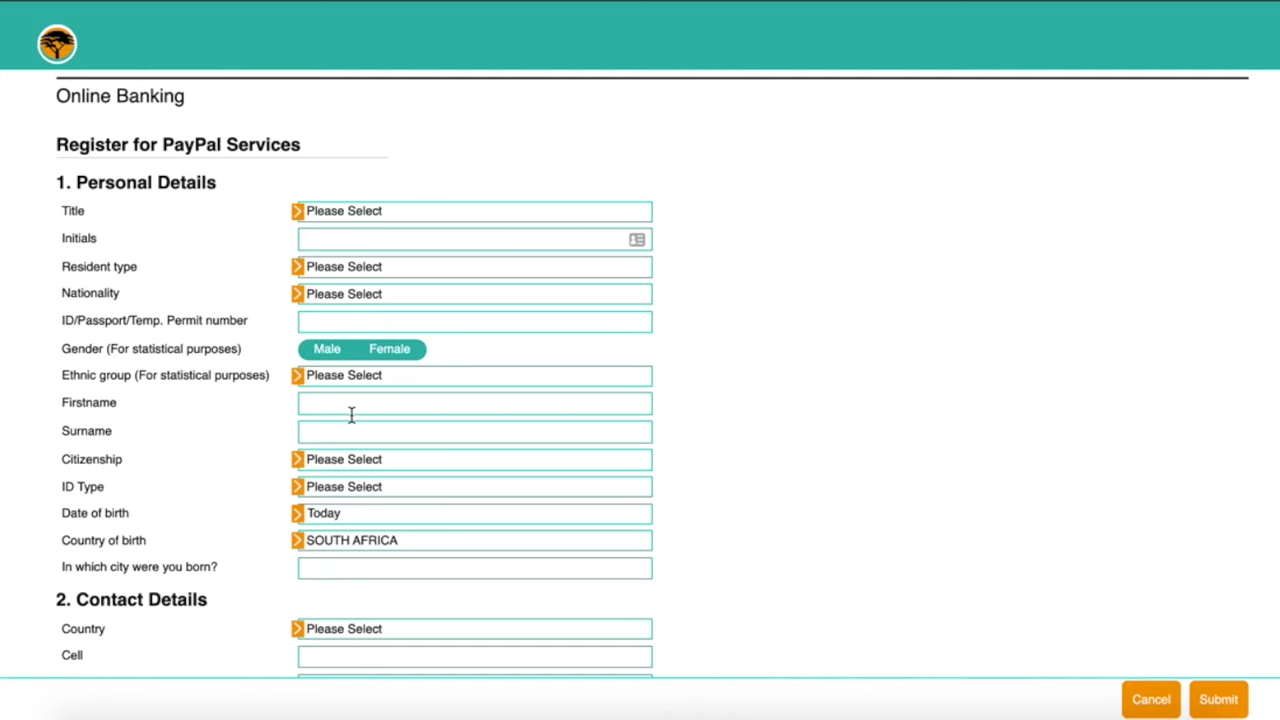 Online Banking
Register for PayPal Services
1. Personal Details
Title Please Select
Initials
Resident type Please Select
Nationality Please Select
ID/Passport/Temp. Permit number
Gender (For statistical purposes) Male Female
Ethnic group (For statistical purposes) Please Select
Firstname
Surname
Citizenship Please Select
ID Type Please Select
Date of birth Today
Country of birth SOUTH AFRICA
In which city were you born?
2. Contact Details
Country Please Select
Cell
Cancel Submit